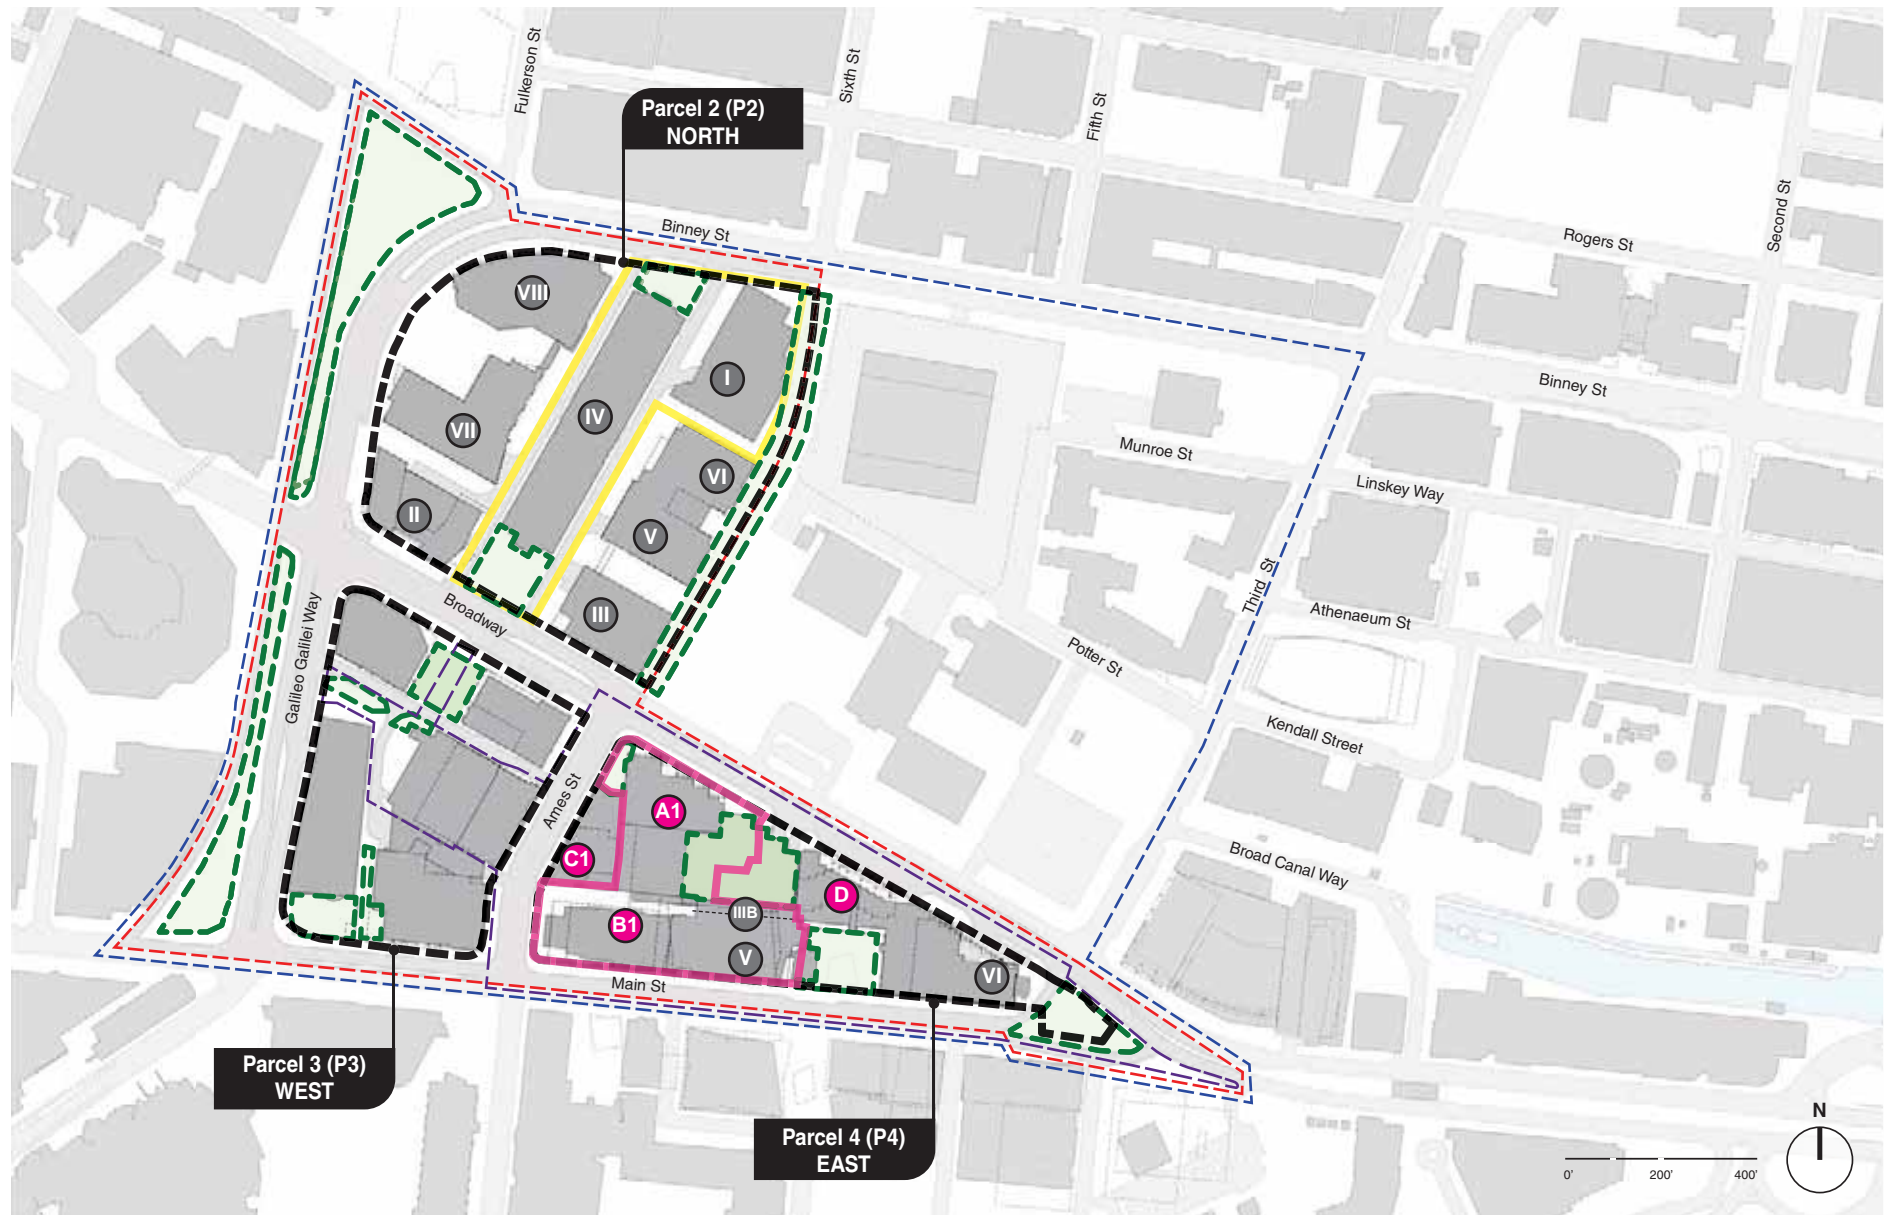 Fulkerson St
Sixth St
Fifth St
Second St
Parcel 2 (P2)
NORTH
Binney St
Rogers St
VIII
I
IV
VII
VI
II
V
III
Binney St
Munroe St
Linskey Way
Third St
Athenaeum St
Broadway
Galileo Galilei Way
Potter St
Kendall Street
Ames St
A1
C1
B1
D
IIIB
V
VI
Broad Canal Way
Main St
Parcel 3 (P3)
WEST
Parcel 4 (P4)
EAST
N
0'
200'
400'